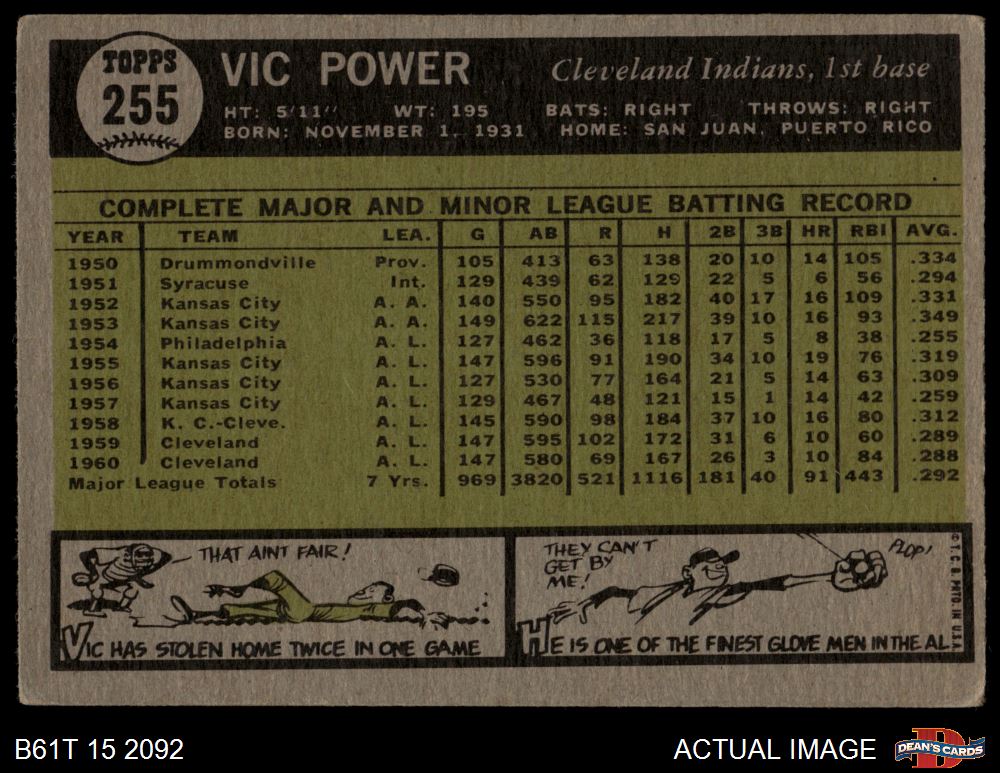 TOPPS
255
VIC POWER
Cleveland Indians, 1st base
HT: 5'11" WT: 195 BATS: RIGHT THROWS: RIGHT
BORN: NOVEMBER 1, 1931 HOME: SAN JUAN, PUERTO RICO
COMPLETE MAJOR AND MINOR LEAGUE BATTING RECORD
YEAR TEAM LEA. G AB R H 2B 3B HR RBI AVG.
1950 Drummondville Prov. 105 413 63 138 20 10 14 105 .334
1951 Syracuse Int. 129 439 62 129 22 5 6 56 .294
1952 Kansas City A. A. 140 550 95 182 40 17 16 109 .331
1953 Kansas City A. A. 149 622 115 217 39 10 16 93 .349
1954 Philadelphia A. L. 127 462 36 118 17 5 8 38 .255
1955 Kansas City A. L. 147 596 91 190 34 10 19 76 .319
1956 Kansas City A. L. 127 530 77 164 21 5 14 63 .309
1957 Kansas City A. L. 129 467 48 121 15 1 14 42 .259
1958 K. C.-Cleve. A. L. 145 590 98 184 37 10 16 80 .312
1959 Cleveland A. L. 147 595 102 172 31 6 10 60 .289
1960 Cleveland A. L. 147 580 69 167 26 3 10 84 .288
Major League Totals 7 Yrs. 969 3820 521 1116 181 40 91 443 .292
THAT AINT FAIR!
VIC HAS STOLEN HOME TWICE IN ONE GAME
THEY CAN'T
GET BY
ME!
PLOP!
HE IS ONE OF THE FINEST GLOVE MEN IN THE AL
© T. C. G. PRTD. IN U.S.A.
B61T 15 2092
ACTUAL IMAGE
D
DEAN'S CARDS